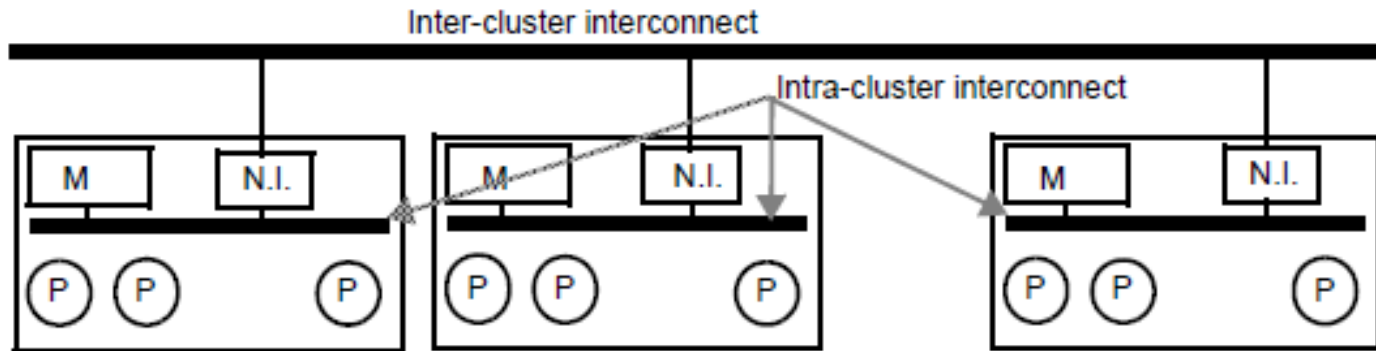 Inter-cluster interconnect
Intra-cluster interconnect
M N.I. M N.I. M N.I.
P P P P P P P P P